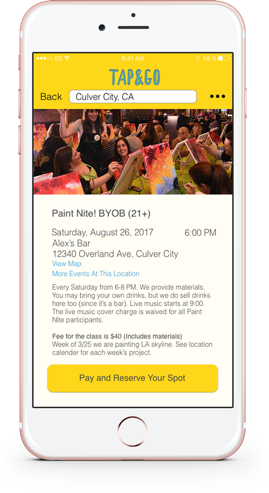 GS 9:41 AM 58 %
TAP&GO
Back Culver City, CA •••
Paint Nite! BYOB (21+)
Saturday, August 26, 2017 6:00 PM
Alex's Bar
12340 Overland Ave, Culver City
View Map
More Events At This Location
Every Saturday from 6-8 PM. We provide materials.
You may bring your own drinks, but we do sell drinks
here too (since it's a bar). Live music starts at 9:00.
The live music cover charge is waived for all Paint
Nite participants.
Fee for the class is $40 (Includes materials)
Week of 3/25 we are painting LA skyline. See location
calender for each week's project.
Pay and Reserve Your Spot